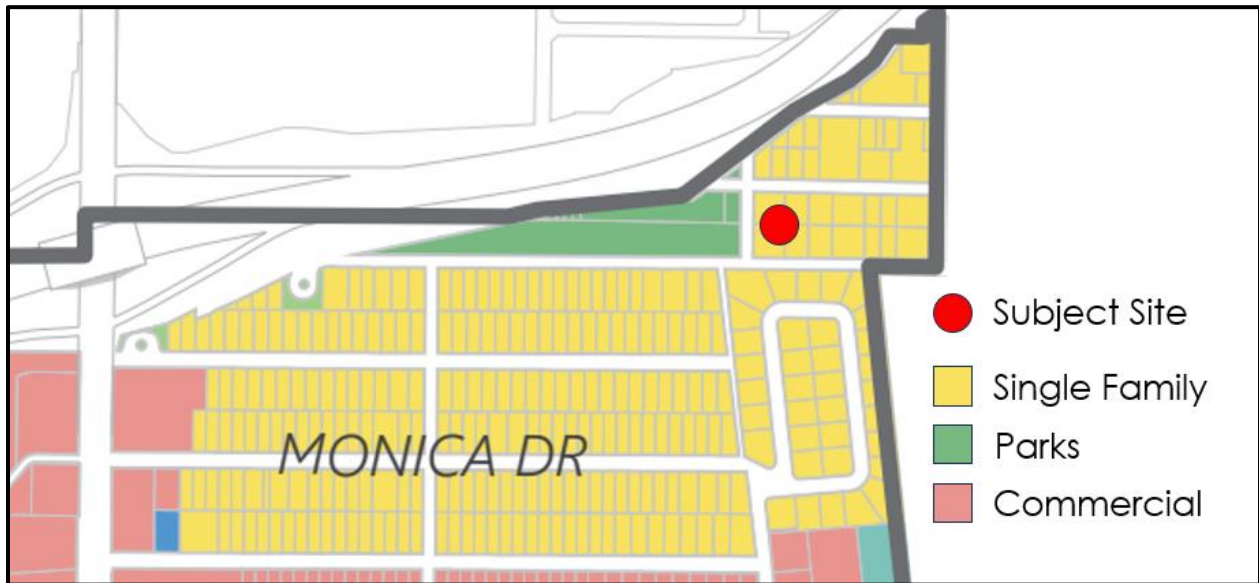 MONICA DR
Subject Site
Single Family
Parks
Commercial